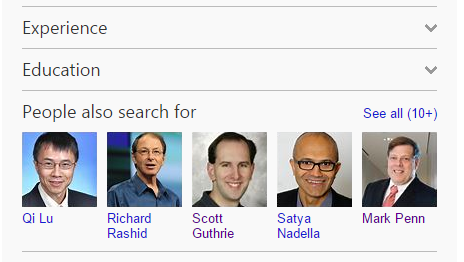 Experience
Education
People also search for
See all (10+)
Qi Lu
Richard
Rashid
Scott
Guthrie
Satya
Nadella
Mark Penn